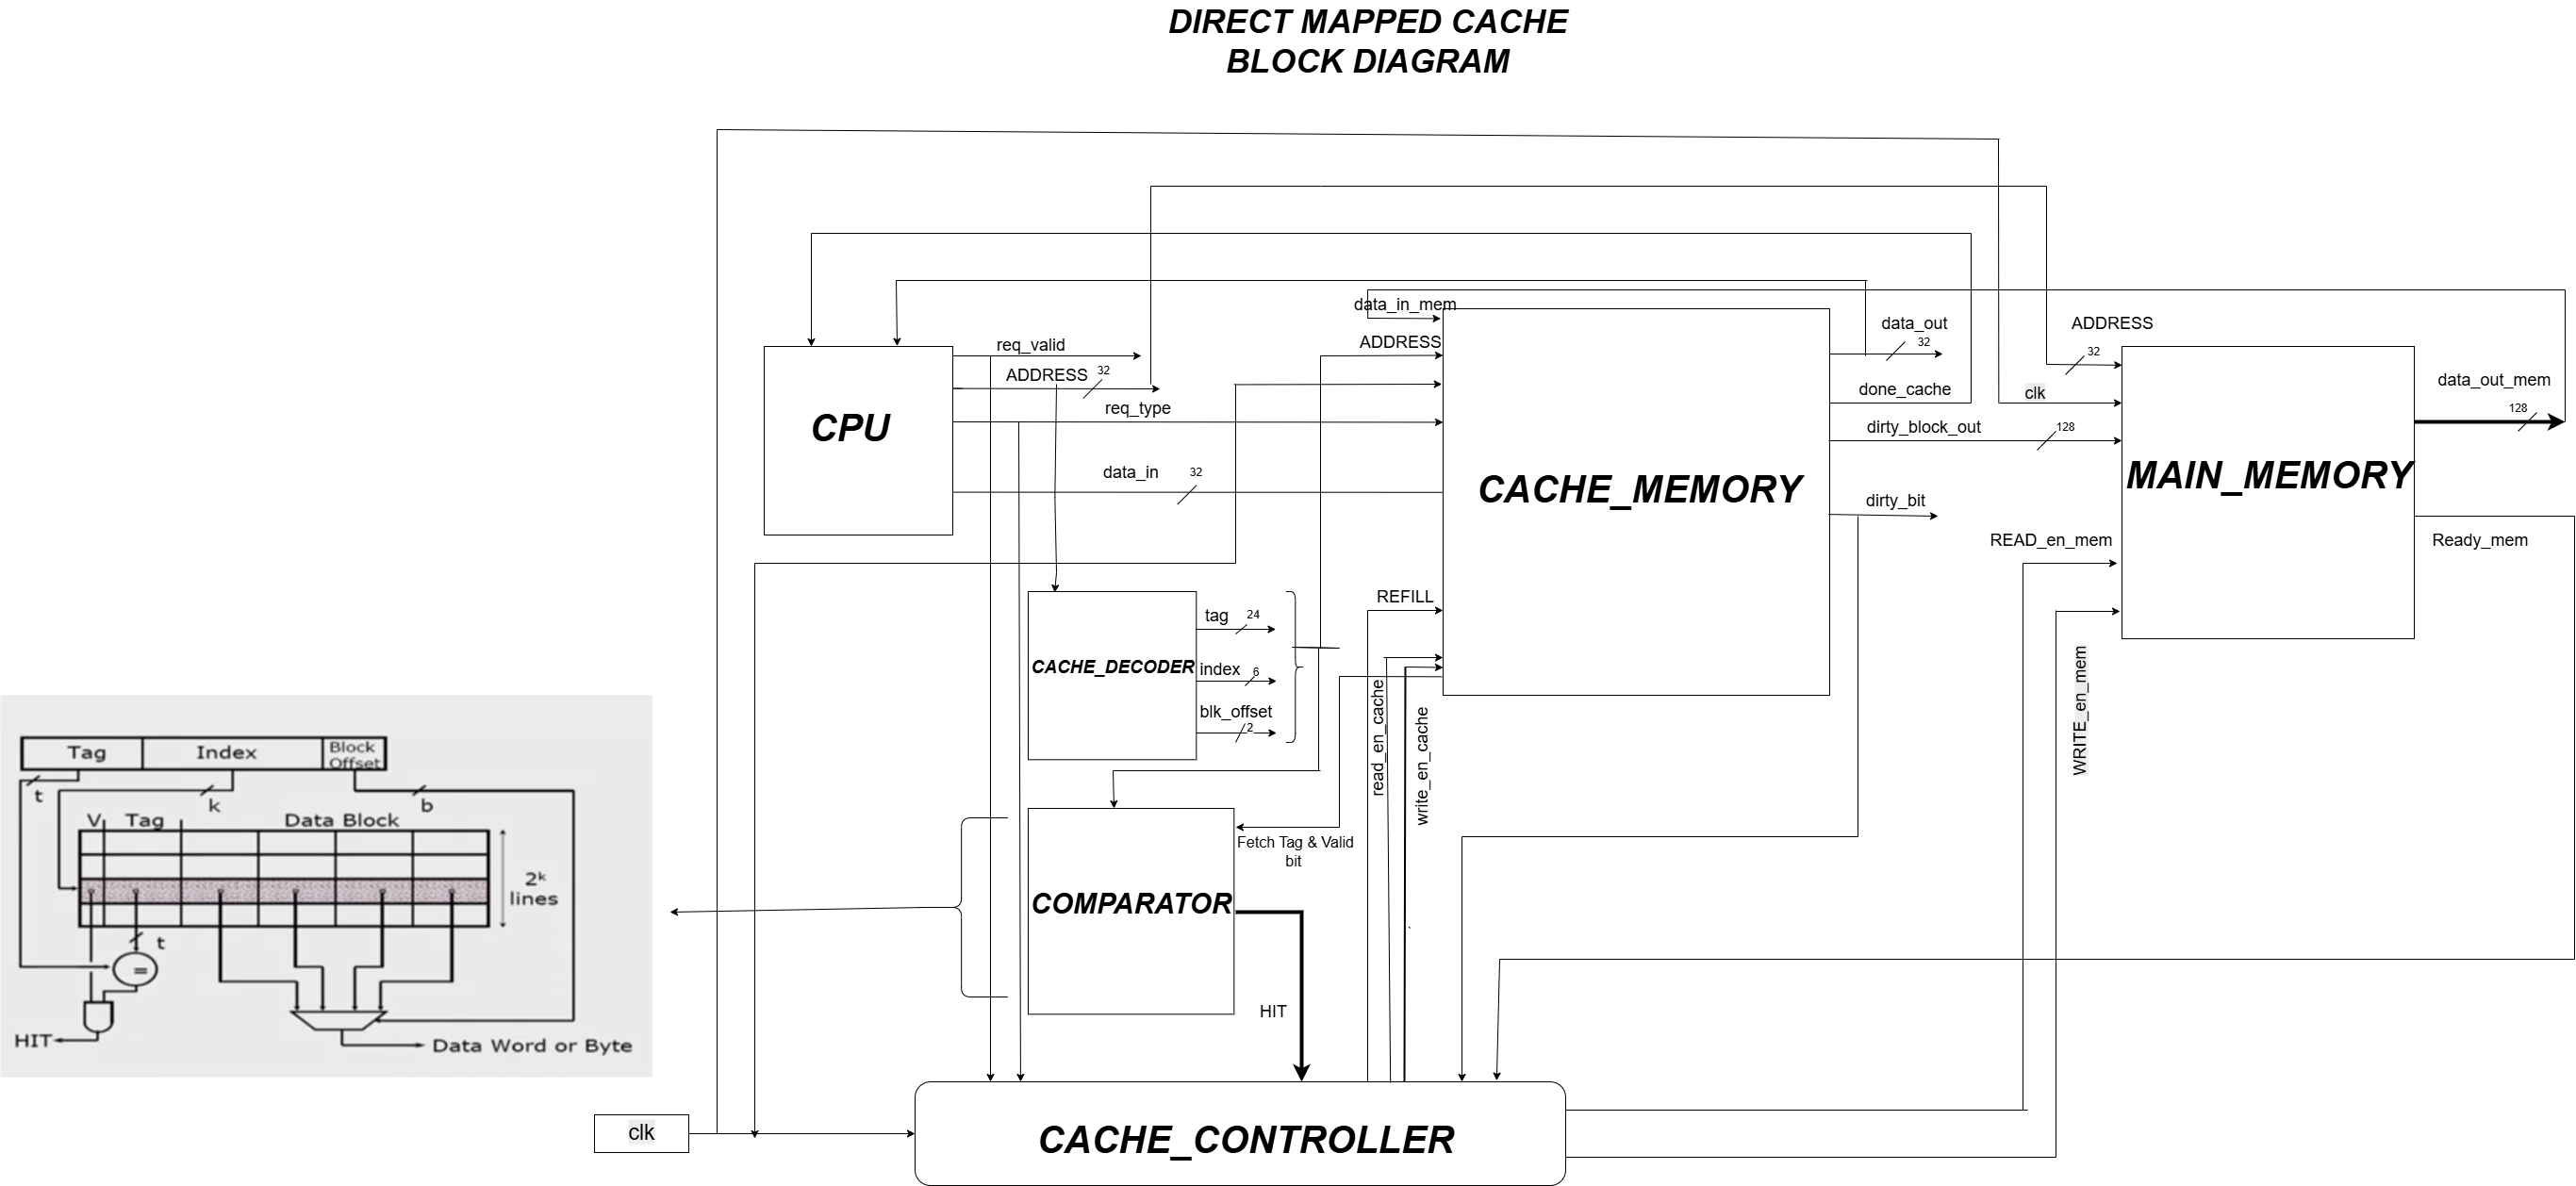 DIRECT MAPPED CACHE
BLOCK DIAGRAM
data_in_mem
ADDRESS
data_out
32
ADDRESS
32
req_valid
ADDRESS
32
req_type
CPU
data_in
32
CACHE_MEMORY
done_cache
dirty_block_out
128
dirty_bit
clk
MAIN_MEMORY
data_out_mem
128
READ_en_mem
Ready_mem
WRITE_en_mem
REFILL
CACHE_DECODER
tag
24
index
6
blk_offset
2
read_en_cache
write_en_cache
Fetch Tag & Valid
bit
COMPARATOR
HIT
clk
CACHE_CONTROLLER
Tag
Index
Block
Offset
t
k
b
V
Tag
Data Block
2k
lines
t
=
HIT
Data Word or Byte